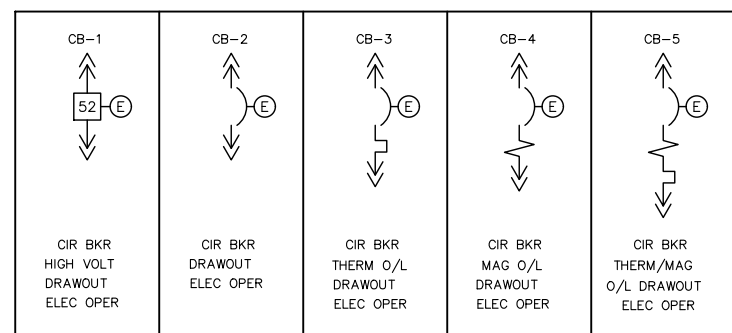 CB-1
52
E
CIR BKR
HIGH VOLT
DRAWOUT
ELEC OPER
CB-2
E
CIR BKR
DRAWOUT
ELEC OPER
CB-3
E
CIR BKR
THERM O/L
DRAWOUT
ELEC OPER
CB-4
E
CIR BKR
MAG O/L
DRAWOUT
ELEC OPER
CB-5
E
CIR BKR
THERM/MAG
O/L DRAWOUT
ELEC OPER